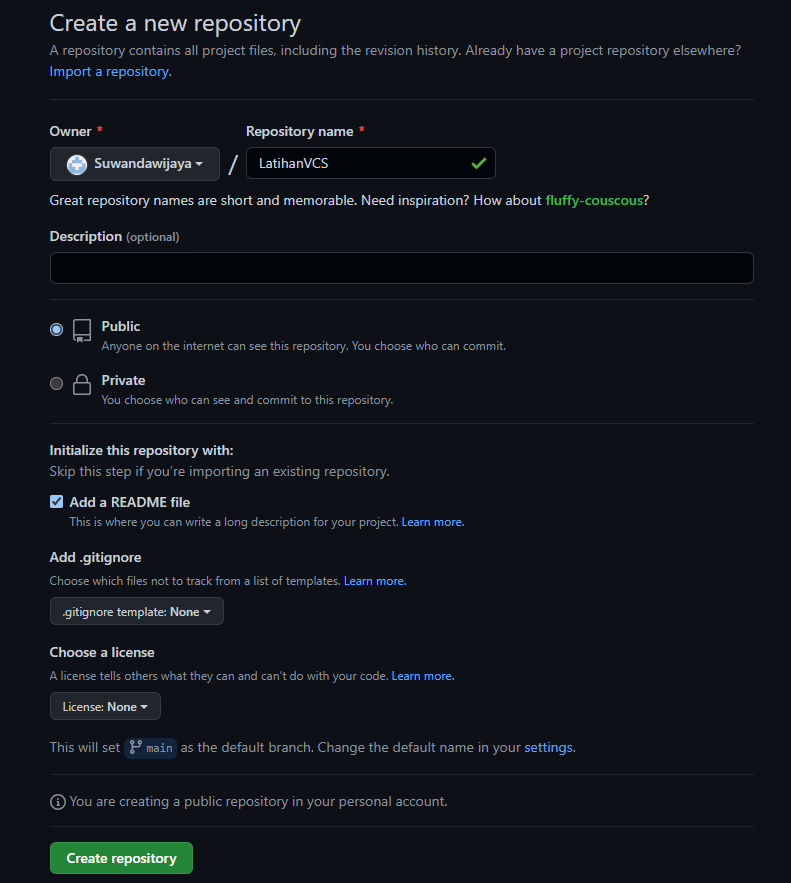 Create a new repository
A repository contains all project files, including the revision history. Already have a project repository elsewhere?
Import a repository.
Owner * Repository name *
Suwandawijaya / LatihanVCS
Great repository names are short and memorable. Need inspiration? How about fluffy-couscous?
Description (optional)
Public
Anyone on the internet can see this repository. You choose who can commit.
Private
You choose who can see and commit to this repository.
Initialize this repository with:
Skip this step if you’re importing an existing repository.
Add a README file
This is where you can write a long description for your project. Learn more.
Add .gitignore
Choose which files not to track from a list of templates. Learn more.
.gitignore template: None
Choose a license
A license tells others what they can and can't do with your code. Learn more.
License: None
This will set main as the default branch. Change the default name in your settings.
You are creating a public repository in your personal account.
Create repository